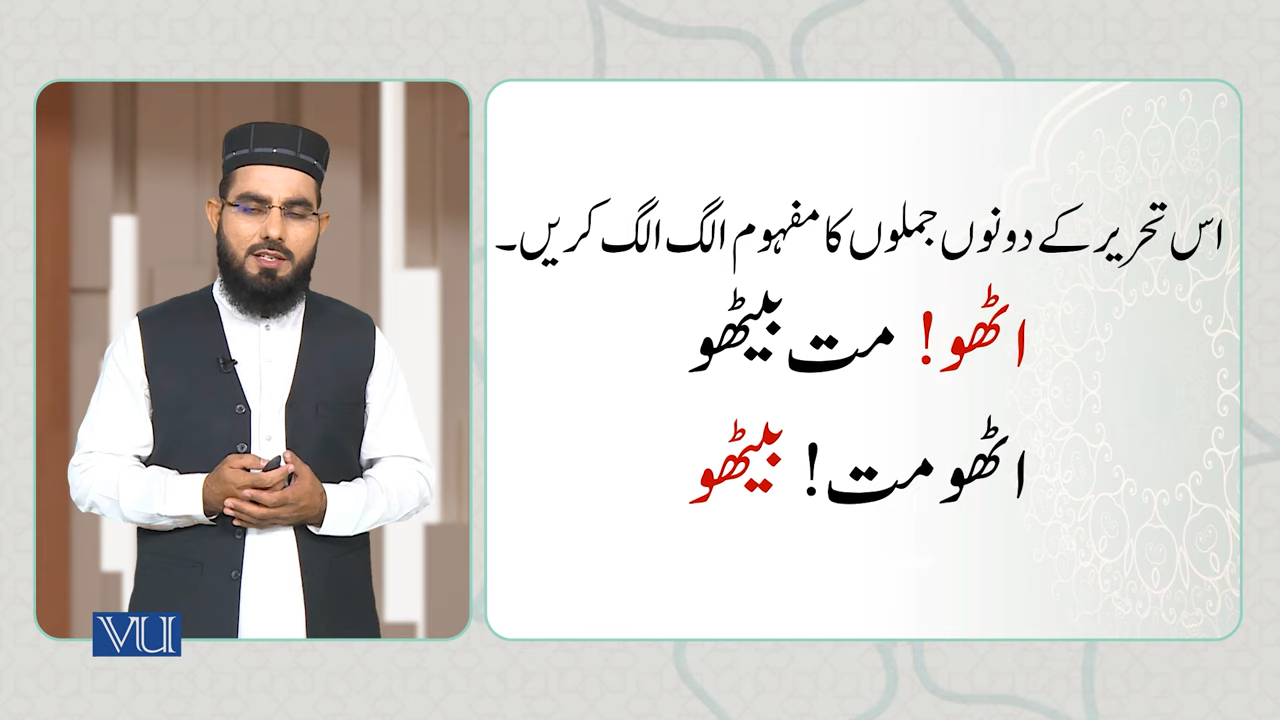 اس تحریر کے دونوں جملوں کا مفہوم الگ الگ کریں۔
اٹھو! مت بیٹھو
اٹھو مت! بیٹھو
VU